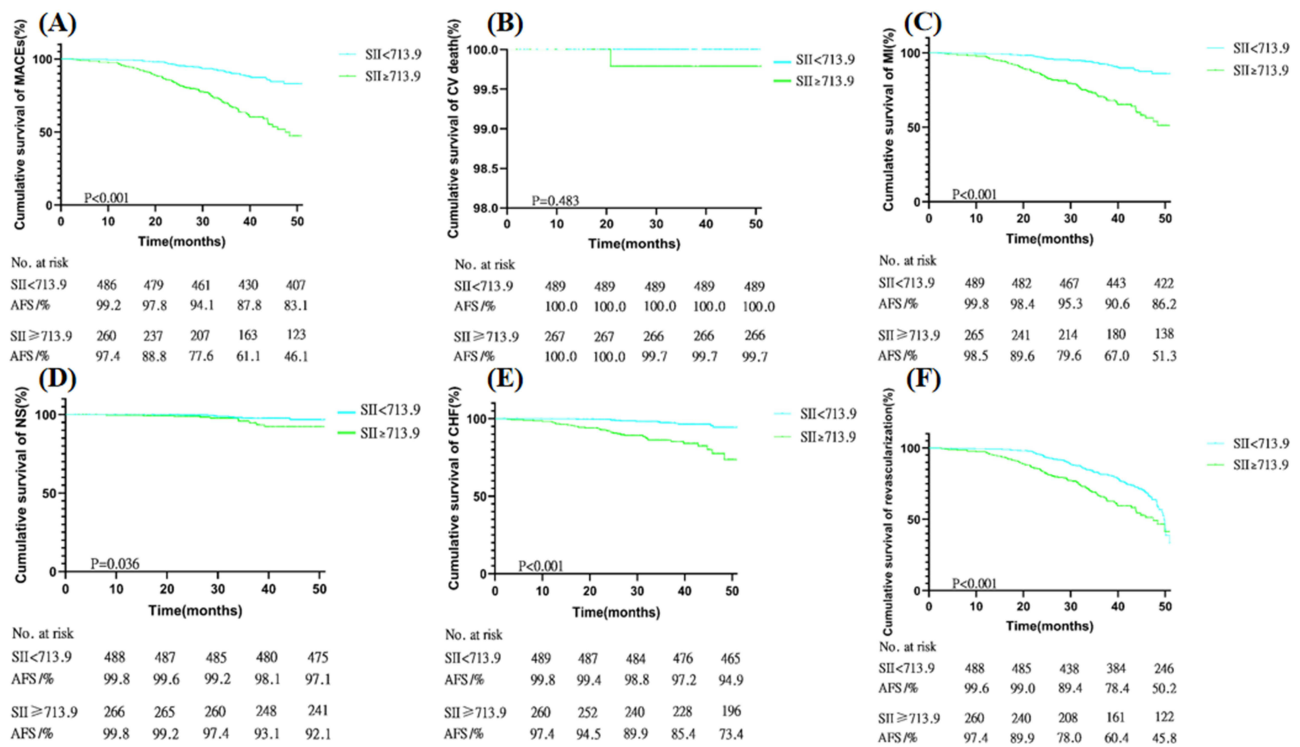 (A)
Cumulative survival of MACEs(%)
100
50
0
SII<713.9
SII≥713.9
P<0.001
0 10 20 30 40 50
Time(months)
No. at risk
SII<713.9 486 479 461 430 407
AFS/% 99.2 97.8 94.1 87.8 83.1
SII≥713.9 260 237 207 163 123
AFS/% 97.4 88.8 77.6 61.1 46.1
(B)
Cumulative survival of CV death(%)
100.0
99.5
99.0
98.5
98.0
SII<713.9
SII≥713.9
P=0.483
0 10 20 30 40 50
Time(months)
No. at risk
SII<713.9 489 489 489 489 489
AFS/% 100.0 100.0 100.0 100.0 100.0
SII≥713.9 267 267 266 266 266
AFS/% 100.0 100.0 99.7 99.7 99.7
(C)
Cumulative survival of MI(%)
100
50
0
SII<713.9
SII≥713.9
P<0.001
0 10 20 30 40 50
Time(months)
No. at risk
SII<713.9 489 482 467 443 422
AFS/% 99.8 98.4 95.3 90.6 86.2
SII≥713.9 265 241 214 180 138
AFS/% 98.5 89.6 79.6 67.0 51.3
(D)
Cumulative survival of NS(%)
100
50
0
SII<713.9
SII≥713.9
P=0.036
0 10 20 30 40 50
Time(months)
No. at risk
SII<713.9 488 487 485 480 475
AFS/% 99.8 99.6 99.2 98.1 97.1
SII≥713.9 266 265 260 248 241
AFS/% 99.8 99.2 97.4 93.1 92.1
(E)
Cumulative survival of CHF(%)
100
50
0
SII<713.9
SII≥713.9
P<0.001
0 10 20 30 40 50
Time(months)
No. at risk
SII<713.9 489 487 484 476 465
AFS/% 99.8 99.4 98.8 97.2 94.9
SII≥713.9 260 252 240 228 196
AFS/% 97.4 94.5 89.9 85.4 73.4
(F)
Cumulative survival of revascularization(%)
100
50
0
SII<713.9
SII≥713.9
P<0.001
0 10 20 30 40 50
Time(months)
No. at risk
SII<713.9 488 485 438 384 246
AFS/% 99.6 99.0 89.4 78.4 50.2
SII≥713.9 260 240 208 161 122
AFS/% 97.4 89.9 78.0 60.4 45.8